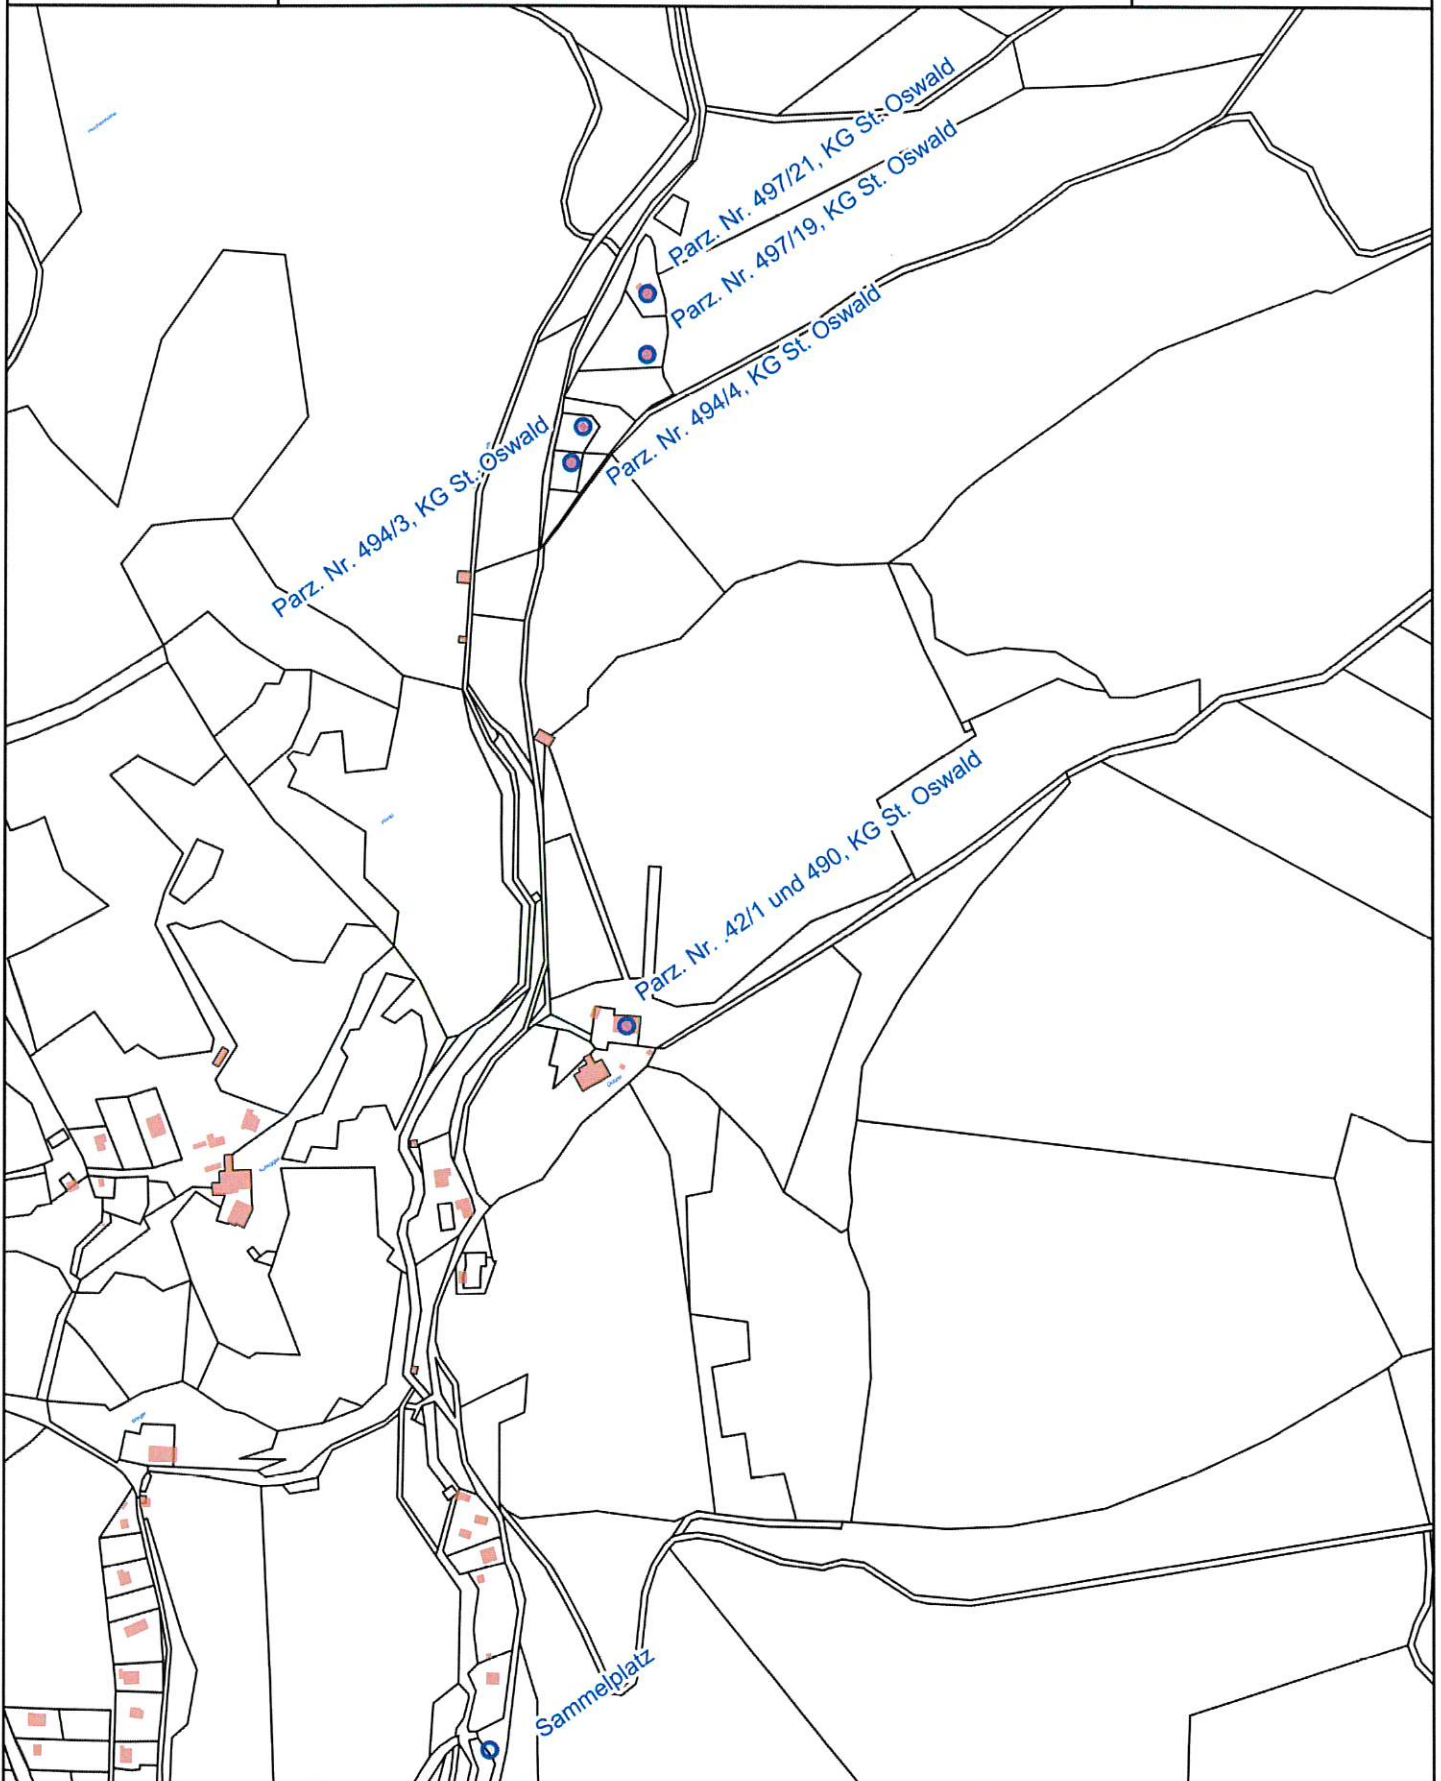 Parz. Nr. 497/21, KG St. Oswald
Parz. Nr. 497/19, KG St. Oswald
Parz. Nr. 494/4, KG St. Oswald
Parz. Nr. 494/3, KG St. Oswald
Parz. Nr. .42/1 und 490, KG St. Oswald
Sammelplatz